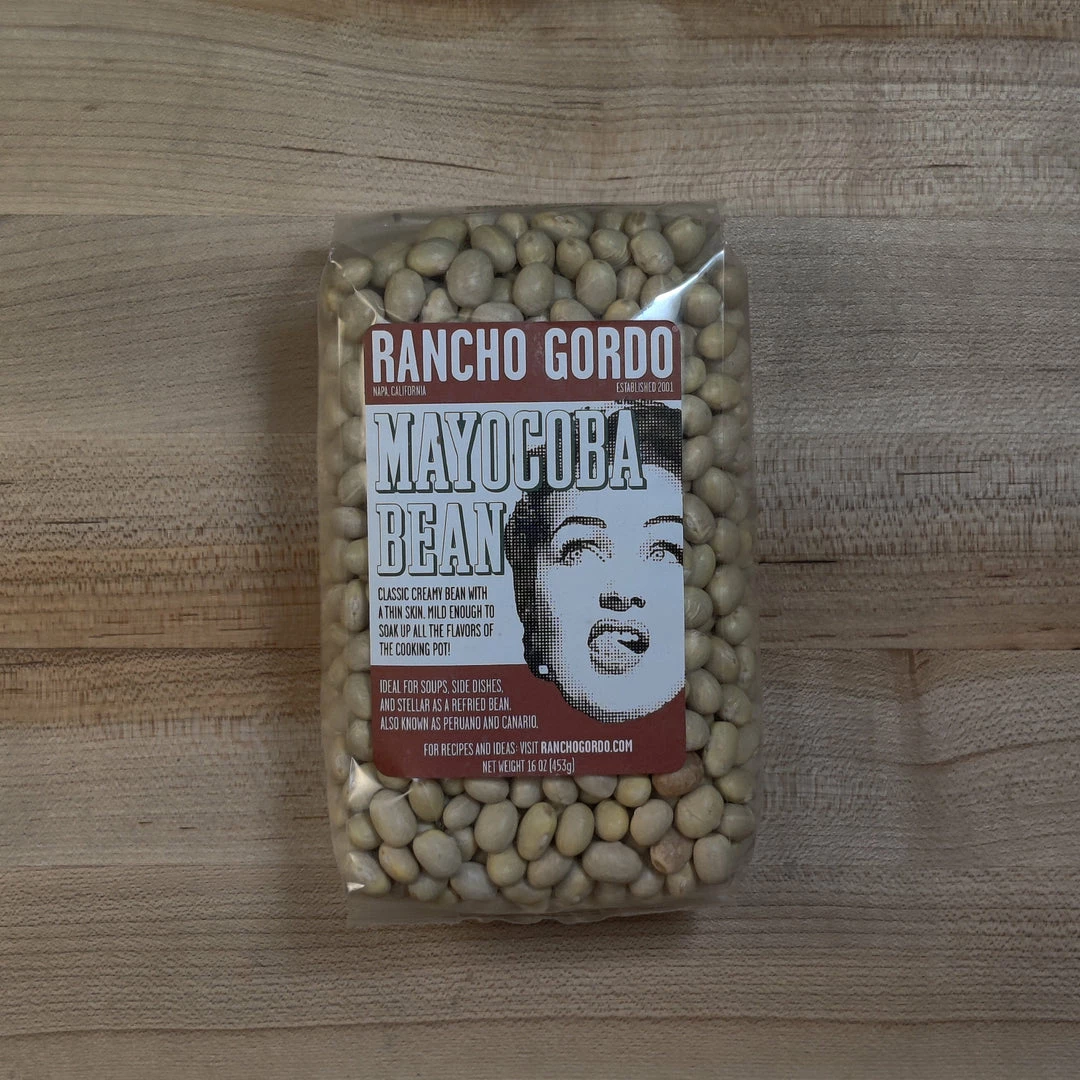 RANCHO GORDO
NAPA, CALIFORNIA ESTABLISHED 2001
MAYOCOBA
BEAN
CLASSIC CREAMY BEAN WITH
A THIN SKIN. MILD ENOUGH TO
SOAK UP ALL THE FLAVORS OF
THE COOKING POT!
IDEAL FOR SOUPS, SIDE DISHES,
AND STELLAR AS A REFRIED BEAN.
ALSO KNOWN AS PERUANO AND CANARIO.
FOR RECIPES AND IDEAS: VISIT RANCHOGORDO.COM
NET WEIGHT 16 OZ (453g)